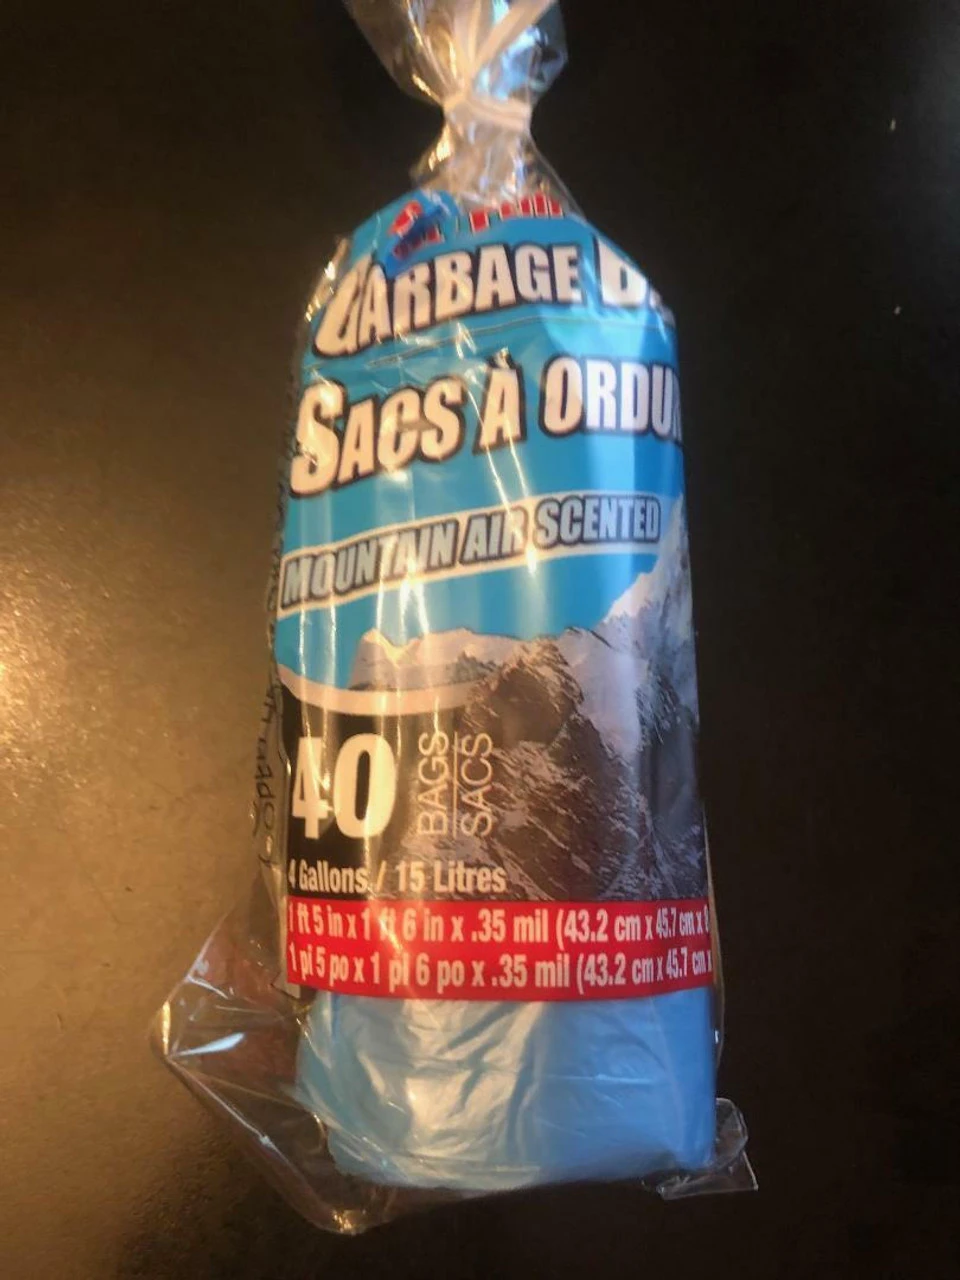 GARBAGE
SACS À
MOUNTAIN AIR SCENTED
40
BAGS
SACS
4 Gallons / 15 Litres
1 ft 5 in x 1 ft 6 in x .35 mil (43.2 cm x 45.7 cm x
1 pi 5 po x 1 pi 6 po x .35 mil (43.2 cm x 45.7 cm x